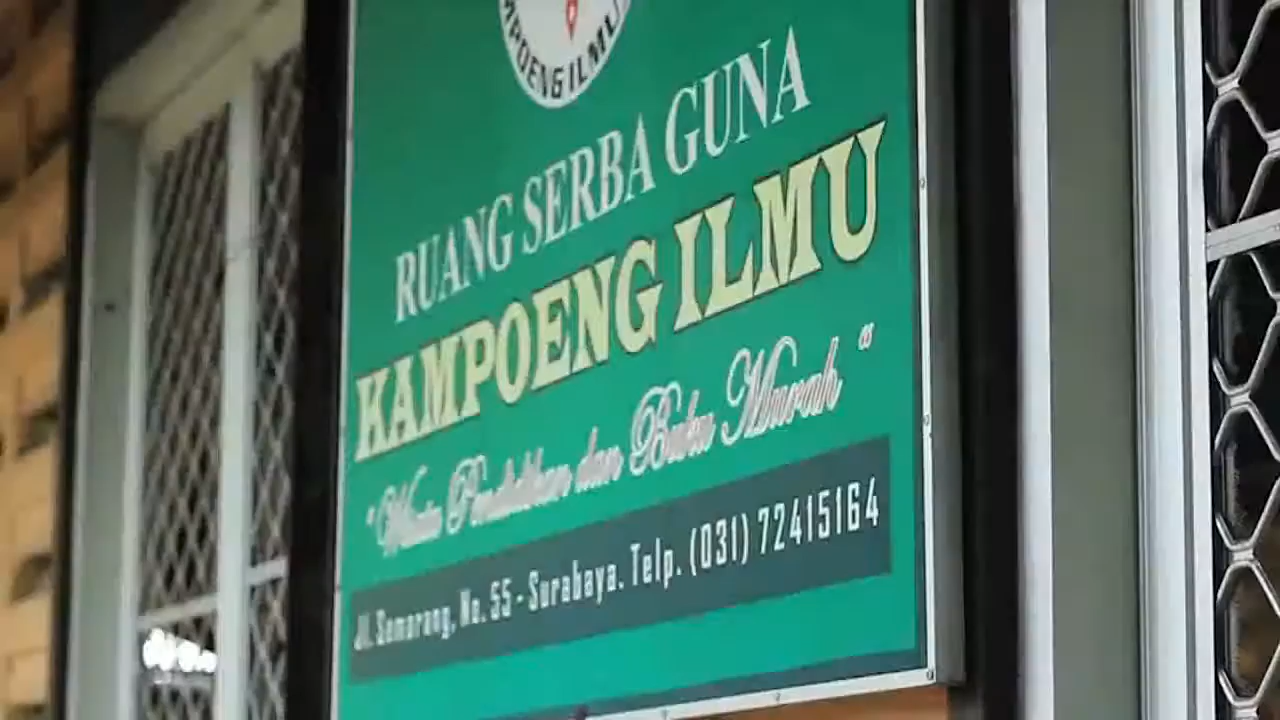 KAMPOENG ILMU
RUANG SERBA GUNA
KAMPOENG ILMU
"Wisata Pendidikan dan Buku Murah"
Jl. Semarang, No. 55 - Surabaya. Telp. (031) 72415164